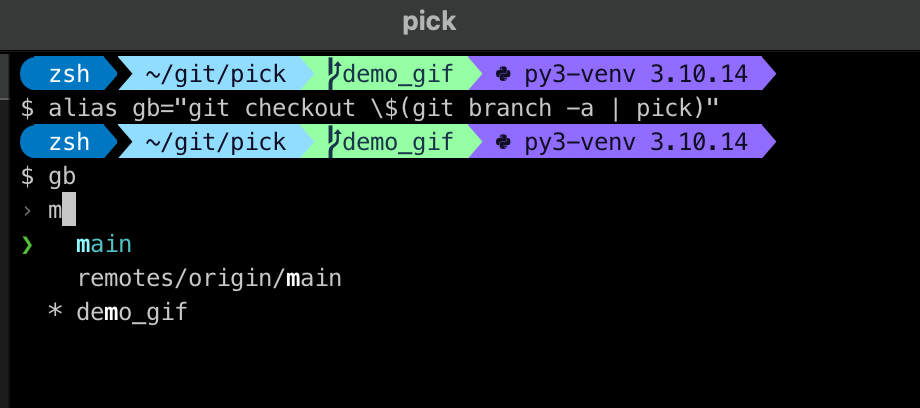 pick
zsh ~/git/pick demo_gif py3-venv 3.10.14
$ alias gb="git checkout \$(git branch -a | pick)"
zsh ~/git/pick demo_gif py3-venv 3.10.14
$ gb
› m
❯ main
remotes/origin/main
* demo_gif